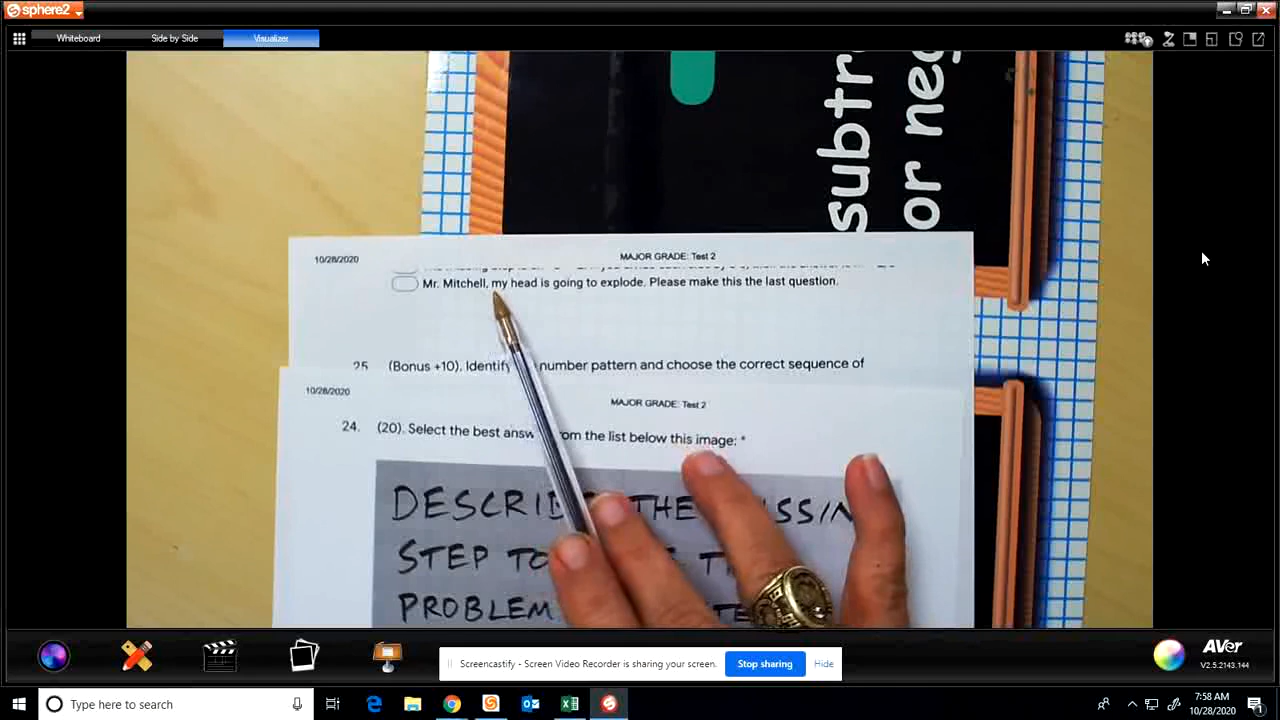 sphere2
Whiteboard
Side by Side
Visualizer
subtr
or neg
10/28/2020
MAJOR GRADE: Test 2
Mr. Mitchell, my head is going to explode. Please make this the last question.
25 (Bonus +10). Identify number pattern and choose the correct sequence of
10/28/2020
MAJOR GRADE: Test 2
24. (20). Select the best answ from the list below this image: *
DESCRIB THE ISSIN
STEP TO T
PROBLEM
Screencastify - Screen Video Recorder is sharing your screen.
Stop sharing
Hide
AVer
V2.5.2143.144
Type here to search
7:58 AM
10/28/2020
1